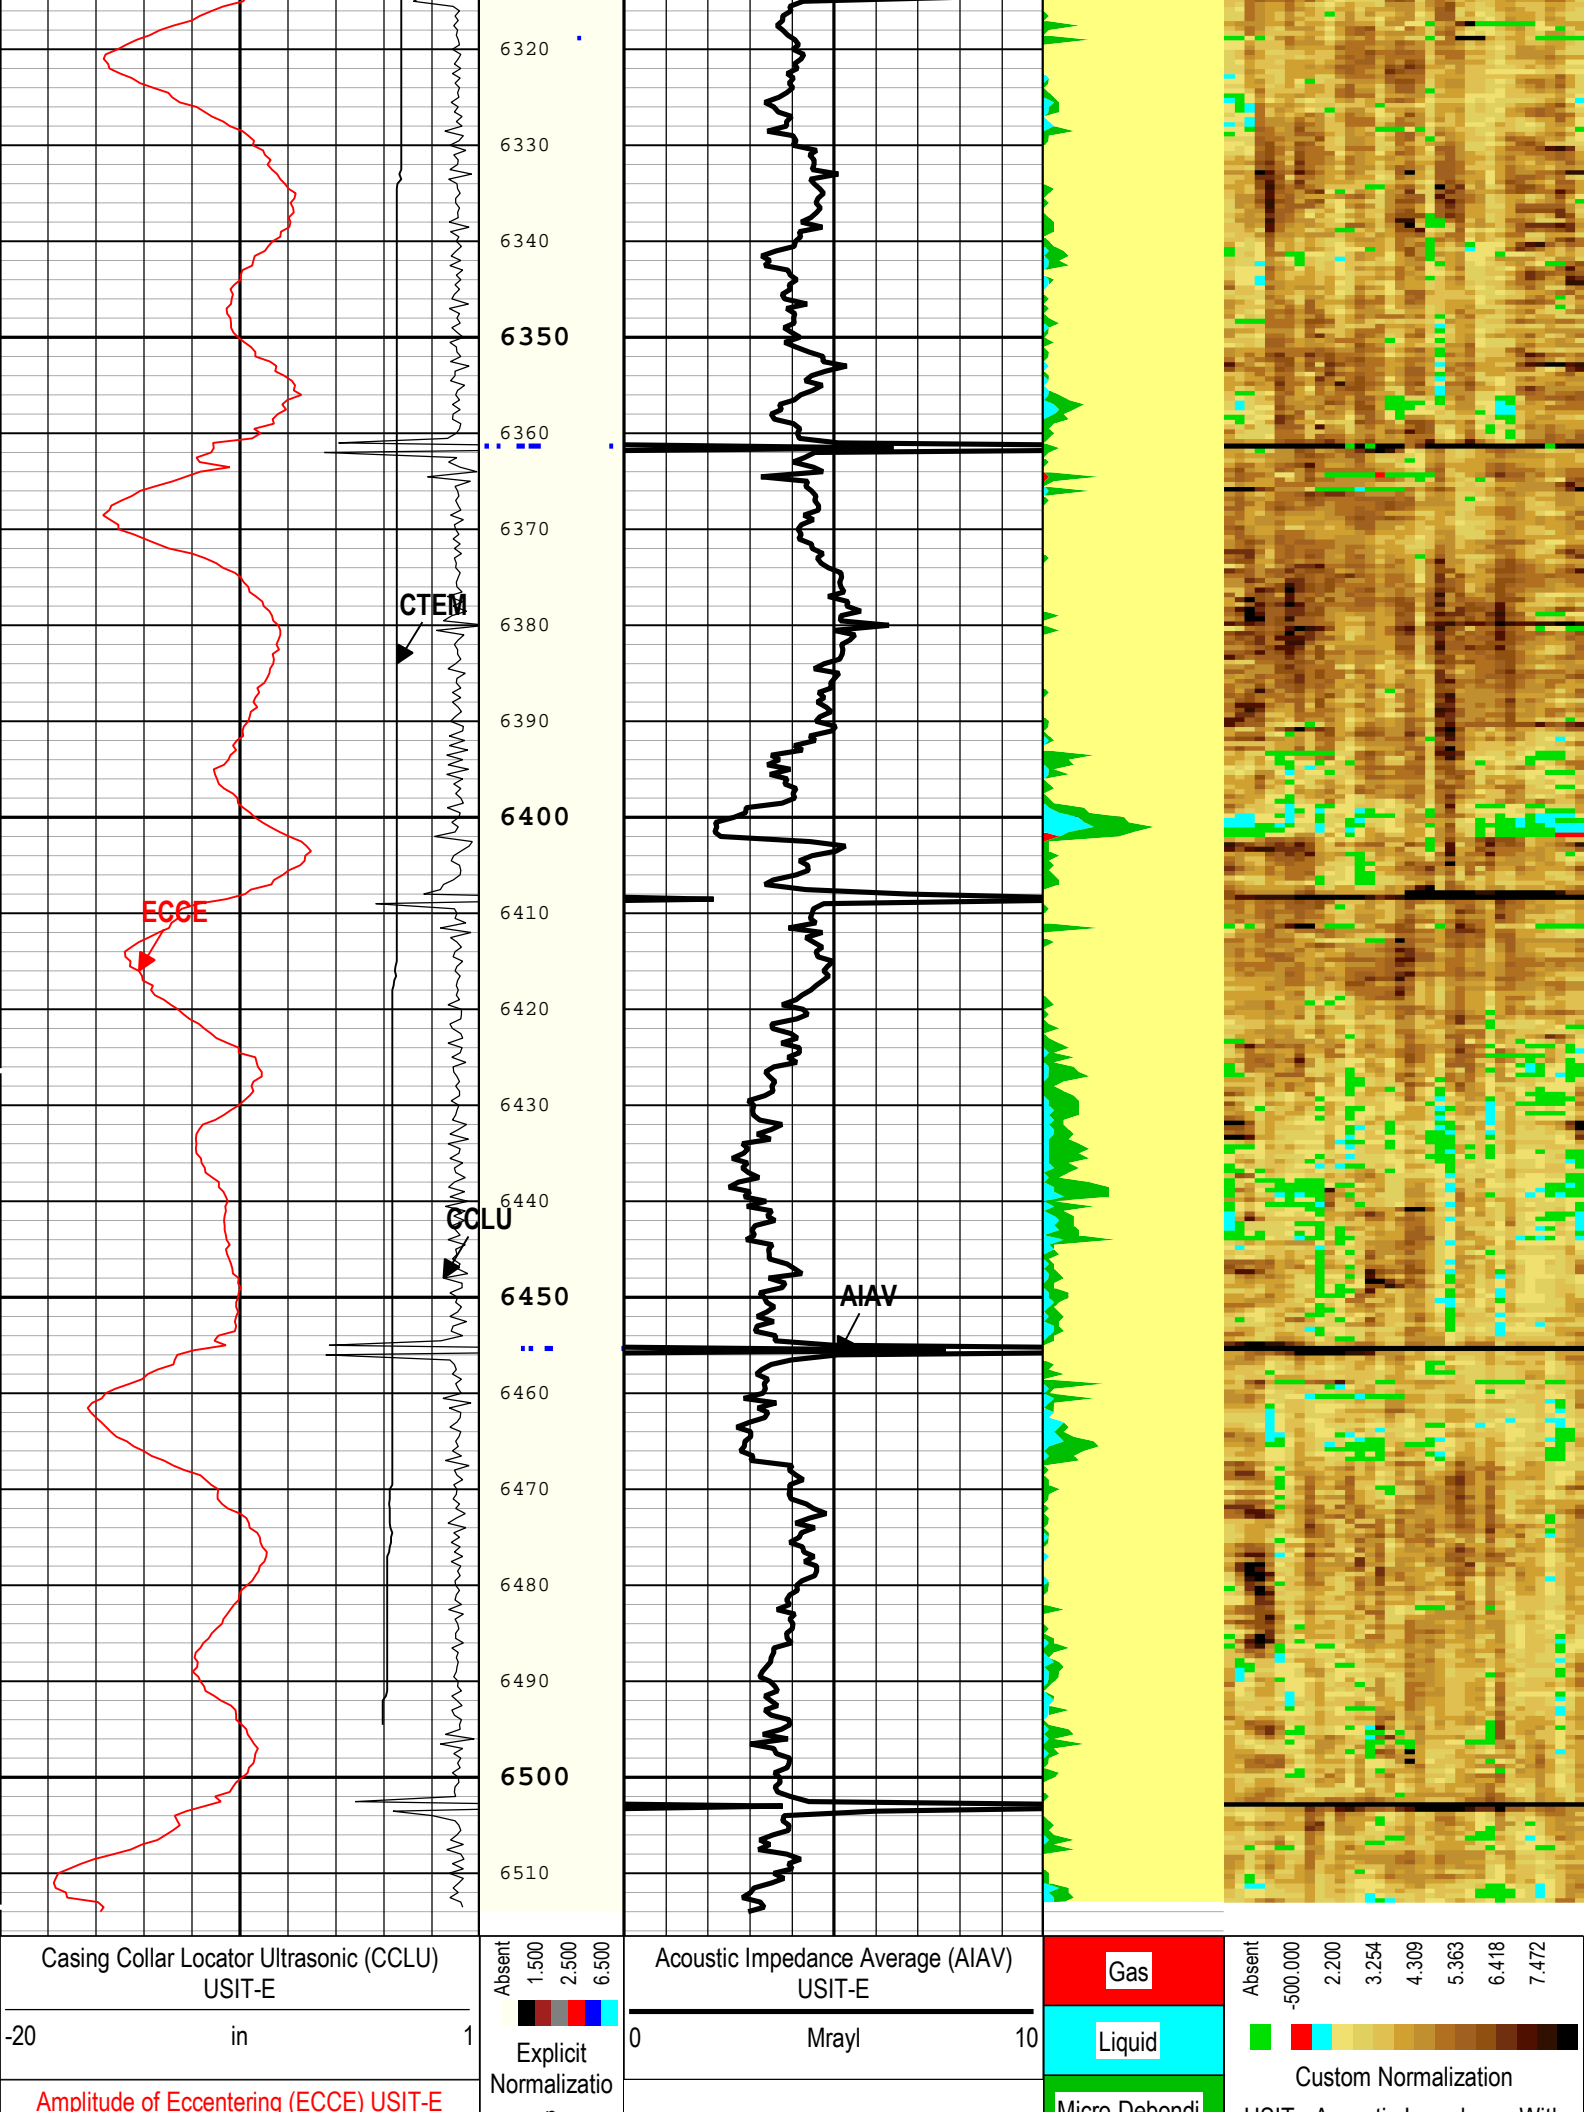 6320
6330
6340
6350
6360
6370
CTEM
6380
6390
6400
ECCE
6410
6420
6430
6440
CCLU
6450
AIAV
6460
6470
6480
6490
6500
6510
Casing Collar Locator Ultrasonic (CCLU)
USIT-E
-20 in 1
Amplitude of Eccentering (ECCE) USIT-E
Absent
1.500
2.500
6.500
Explicit
Normalizatio
Acoustic Impedance Average (AIAV)
USIT-E
0 Mrayl 10
Gas
Liquid
Micro Debondi
Absent
-500.000
2.200
3.254
4.309
5.363
6.418
7.472
Custom Normalization